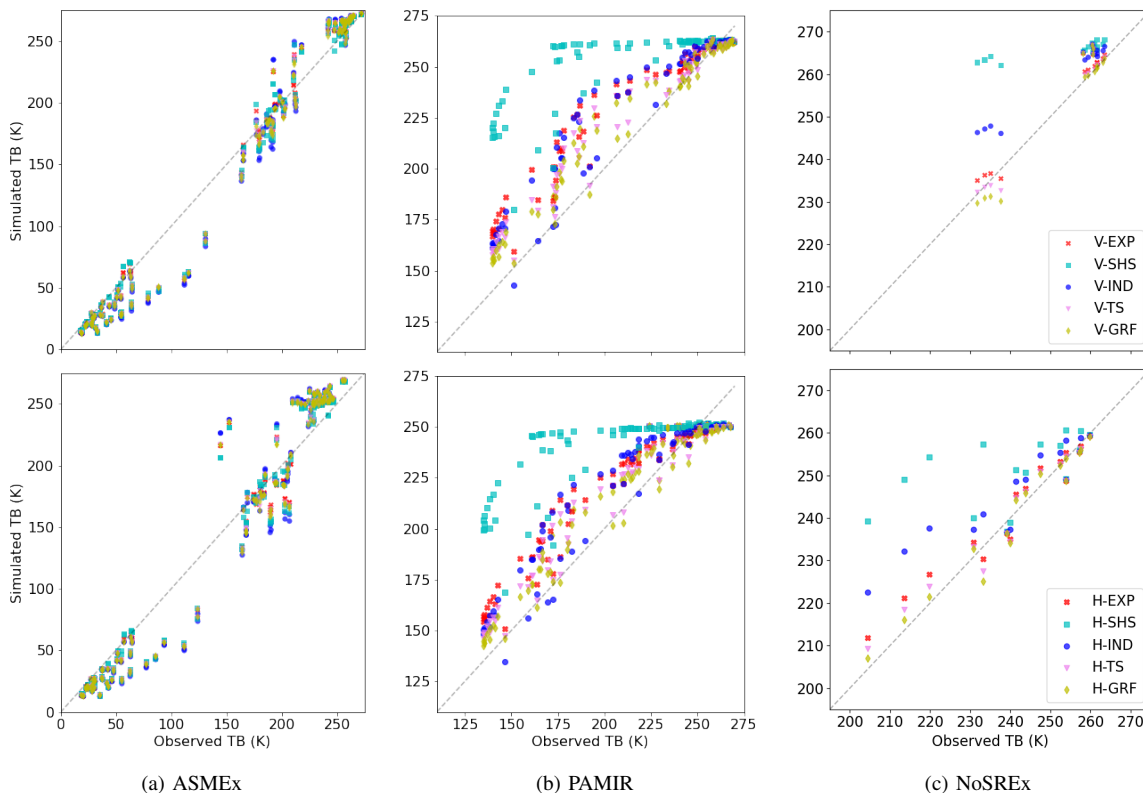 Simulated TB (K)
250
200
150
100
50
0
275
250
225
200
175
150
125
270
260
250
240
230
220
210
200
V-EXP
V-SHS
V-IND
V-TS
V-GRF
Simulated TB (K)
250
200
150
100
50
0
0 50 100 150 200 250
Observed TB (K)
275
250
225
200
175
150
125
125 150 175 200 225 250 275
Observed TB (K)
270
260
250
240
230
220
210
200
H-EXP
H-SHS
H-IND
H-TS
H-GRF
200 210 220 230 240 250 260 270
Observed TB (K)
(a) ASMEx
(b) PAMIR
(c) NoSREx